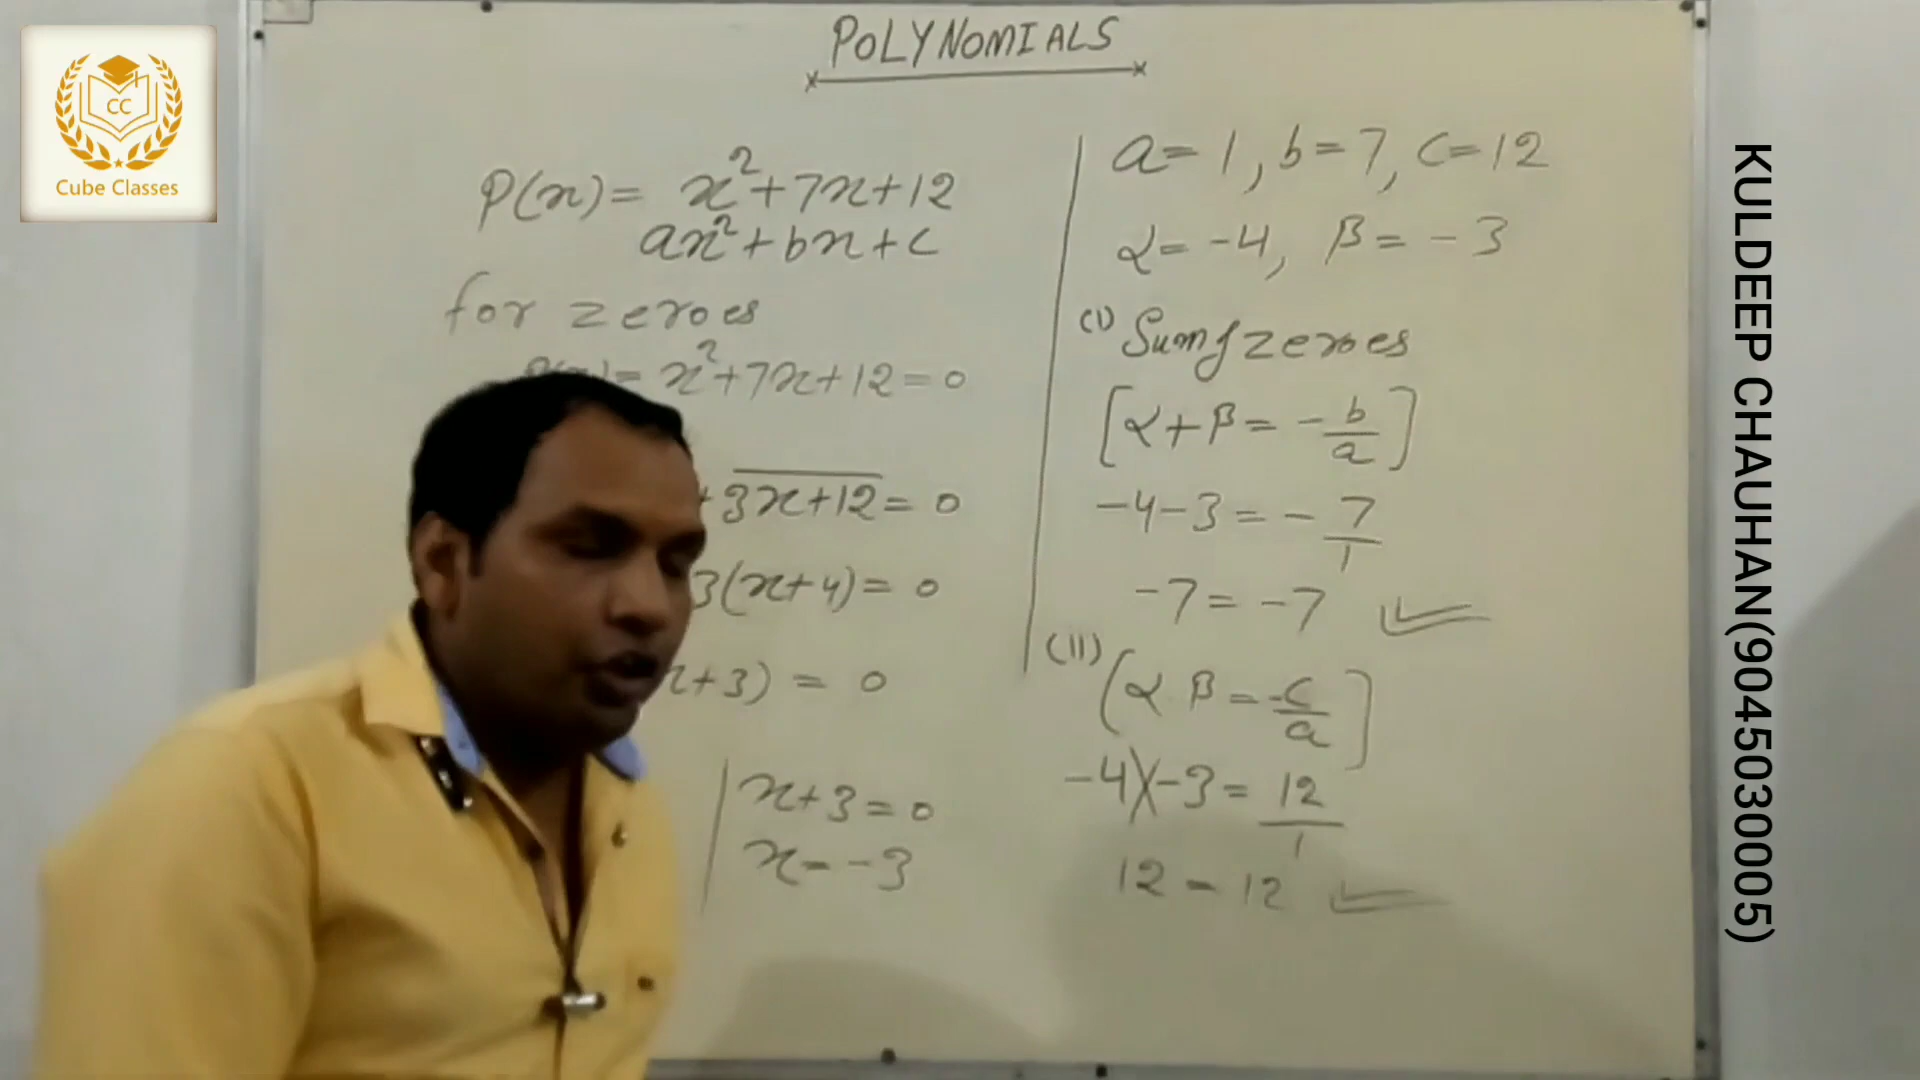 CC
Cube Classes
POLYNOMIALS
P(x) = x² + 7x + 12
ax² + bx + c
for zeroes
= x² + 7x + 12 = 0
+ 3x + 12 = 0
3(x + 4) = 0
x + 3) = 0
x + 3 = 0
x = -3
a = 1, b = 7, c = 12
α = -4, β = -3
(I) Sum of zeroes
[α + β = -b/a]
-4 - 3 = -7/1
-7 = -7
(II) (α β = c/a]
-4 X -3 = 12/1
12 = 12
KULDEEP CHAUHAN(9045030005)